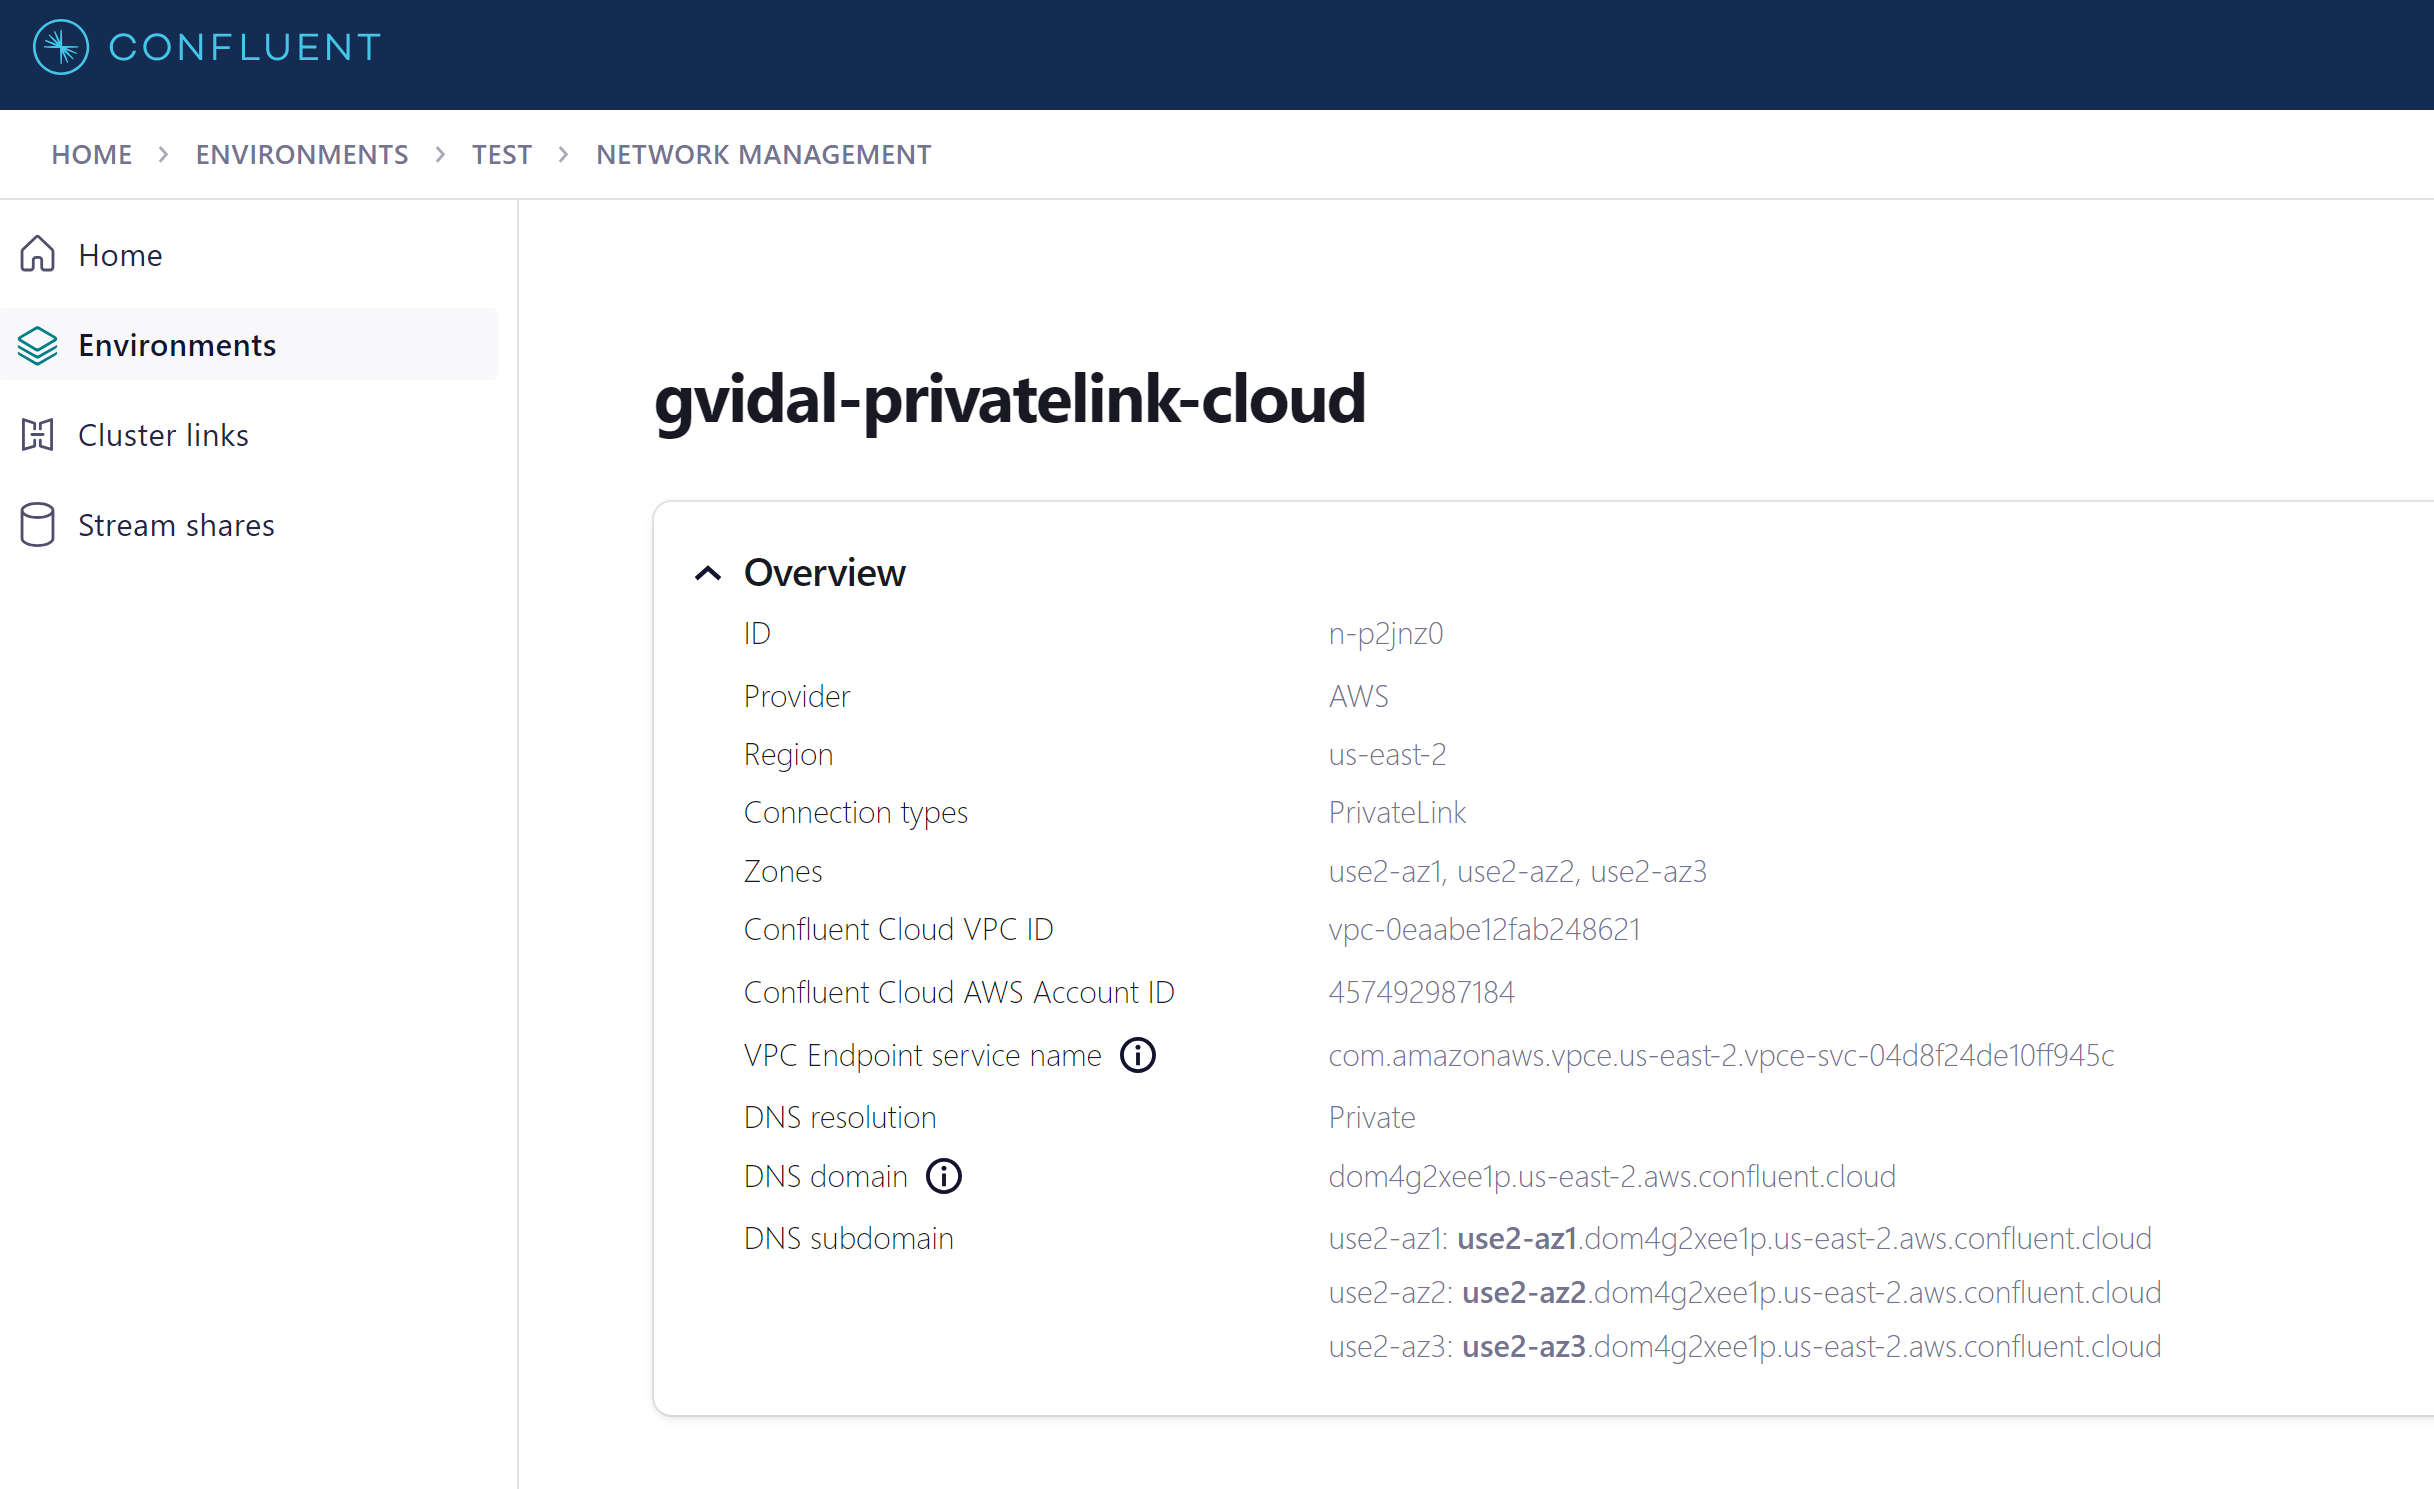 CONFLUENT
HOME > ENVIRONMENTS > TEST > NETWORK MANAGEMENT
Home
Environments
Cluster links
Stream shares
gvidal-privatelink-cloud
Overview
ID n-p2jnz0
Provider AWS
Region us-east-2
Connection types PrivateLink
Zones use2-az1, use2-az2, use2-az3
Confluent Cloud VPC ID vpc-0eaabe12fab248621
Confluent Cloud AWS Account ID 457492987184
VPC Endpoint service name com.amazonaws.vpce.us-east-2.vpce-svc-04d8f24de10ff945c
DNS resolution Private
DNS domain dom4g2xee1p.us-east-2.aws.confluent.cloud
DNS subdomain use2-az1: use2-az1.dom4g2xee1p.us-east-2.aws.confluent.cloud
use2-az2: use2-az2.dom4g2xee1p.us-east-2.aws.confluent.cloud
use2-az3: use2-az3.dom4g2xee1p.us-east-2.aws.confluent.cloud